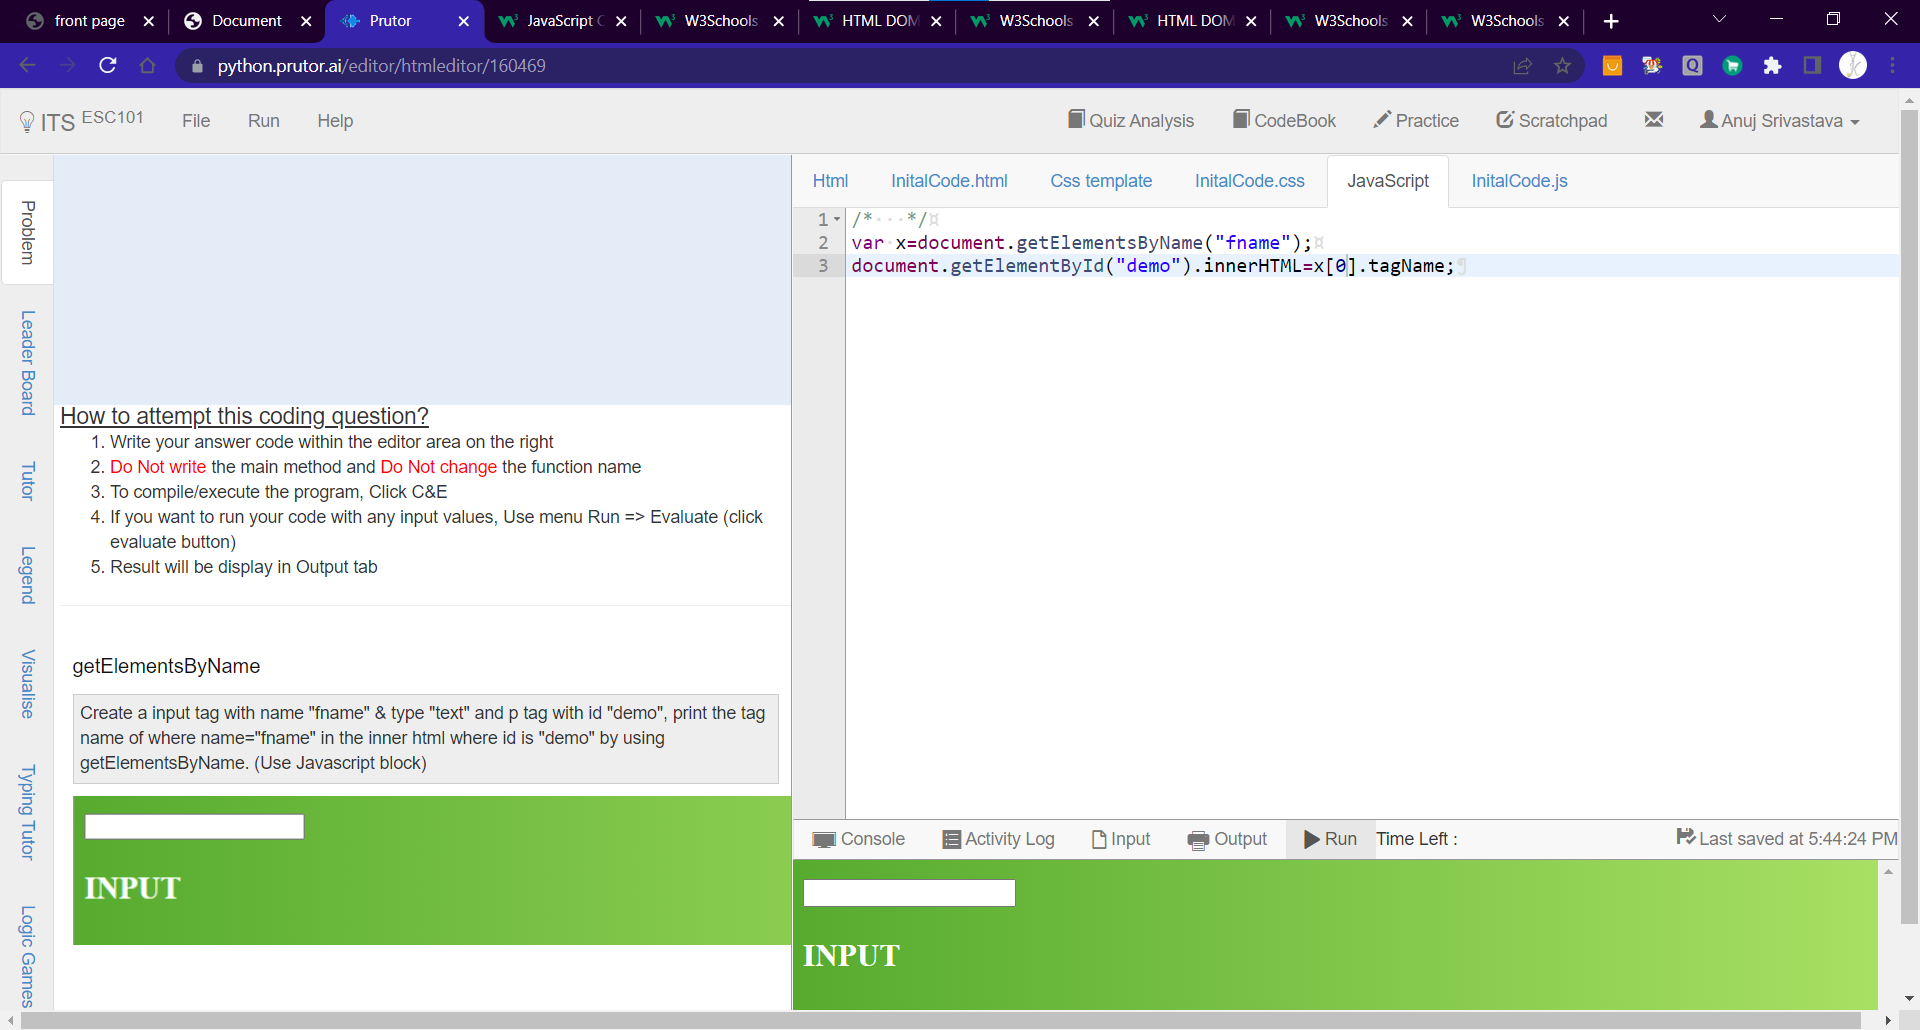 front page
Document
Prutor
JavaScript
W3Schools
HTML DOM
W3Schools
HTML DOM
W3Schools
W3Schools
python.prutor.ai/editor/htmleditor/160469
ITS ESC101 File Run Help
Quiz Analysis CodeBook Practice Scratchpad Anuj Srivastava
Problem
Leader Board
Tutor
Legend
Visualise
Typing Tutor
Logic Games
How to attempt this coding question?
1. Write your answer code within the editor area on the right
2. Do Not write the main method and Do Not change the function name
3. To compile/execute the program, Click C&E
4. If you want to run your code with any input values, Use menu Run => Evaluate (click
evaluate button)
5. Result will be display in Output tab
getElementsByName
Create a input tag with name "fname" & type "text" and p tag with id "demo", print the tag
name of where name="fname" in the inner html where id is "demo" by using
getElementsByName. (Use Javascript block)
INPUT
Html InitalCode.html Css template InitalCode.css JavaScript InitalCode.js
1 /*···*/¤
2 var·x=document.getElementsByName("fname");¤
3 document.getElementById("demo").innerHTML=x[0].tagName;¶
Console Activity Log Input Output Run Time Left : Last saved at 5:44:24 PM
INPUT